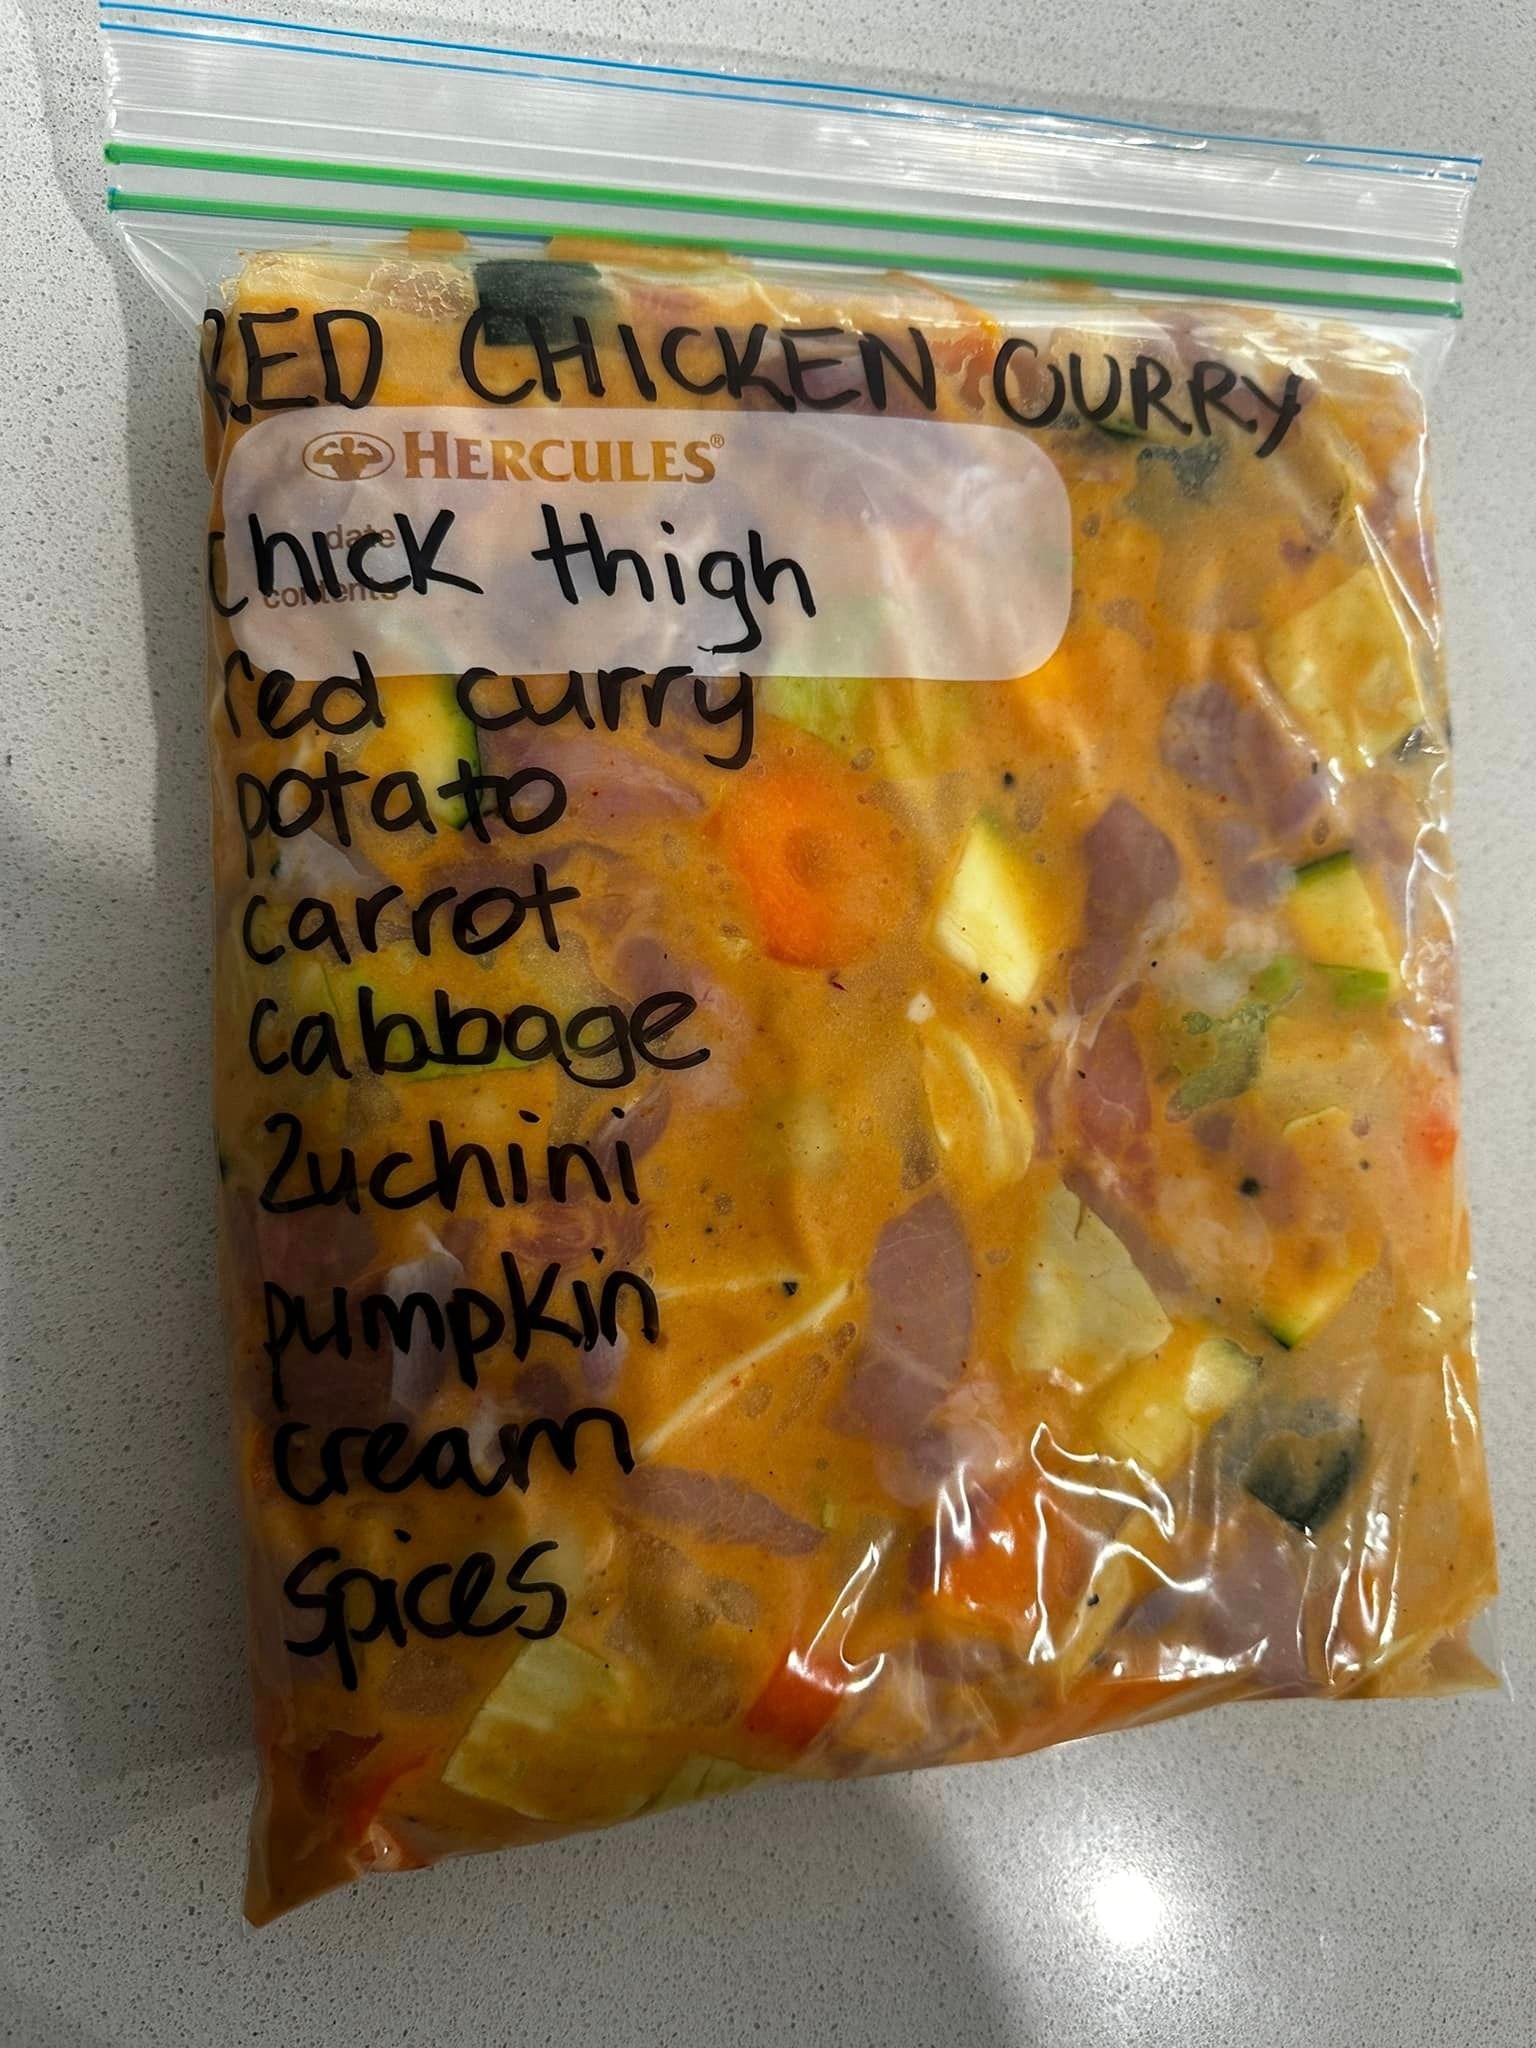 RED CHICKEN CURRY
HERCULES®
date
chick thigh
contents
red curry
potato
carrot
cabbage
Zuchini
pumpkin
cream
spices